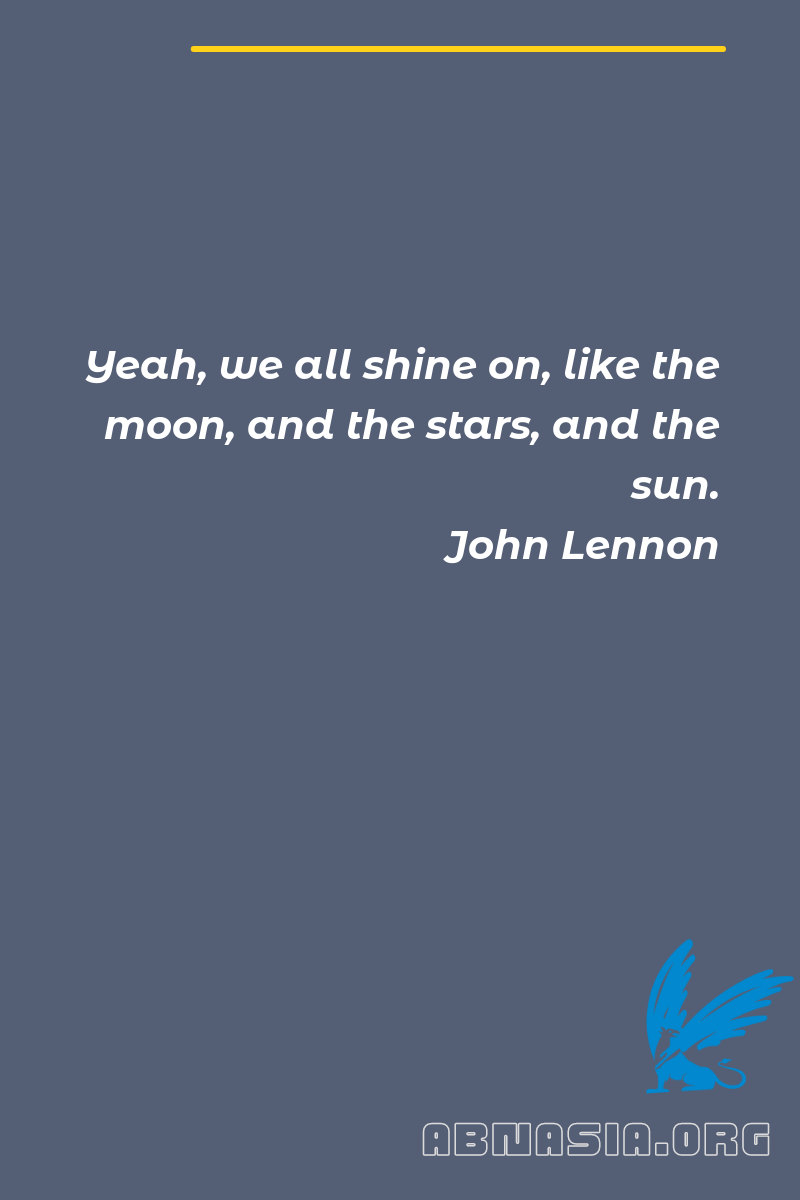 Yeah, we all shine on, like the
moon, and the stars, and the
sun.
John Lennon
ABNASIA.ORG